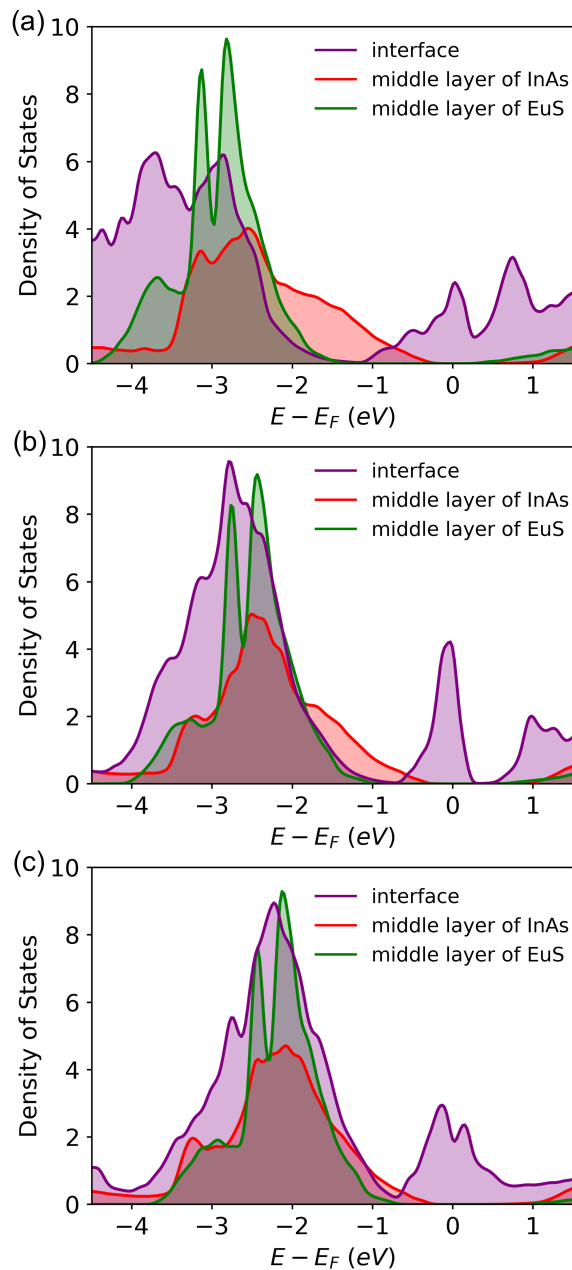 (a)
10
8
6
4
2
0
Density of States
interface
middle layer of InAs
middle layer of EuS
−4 −3 −2 −1 0 1
E − E_F (eV)
(b)
10
8
6
4
2
0
Density of States
interface
middle layer of InAs
middle layer of EuS
−4 −3 −2 −1 0 1
E − E_F (eV)
(c)
10
8
6
4
2
0
Density of States
interface
middle layer of InAs
middle layer of EuS
−4 −3 −2 −1 0 1
E − E_F (eV)